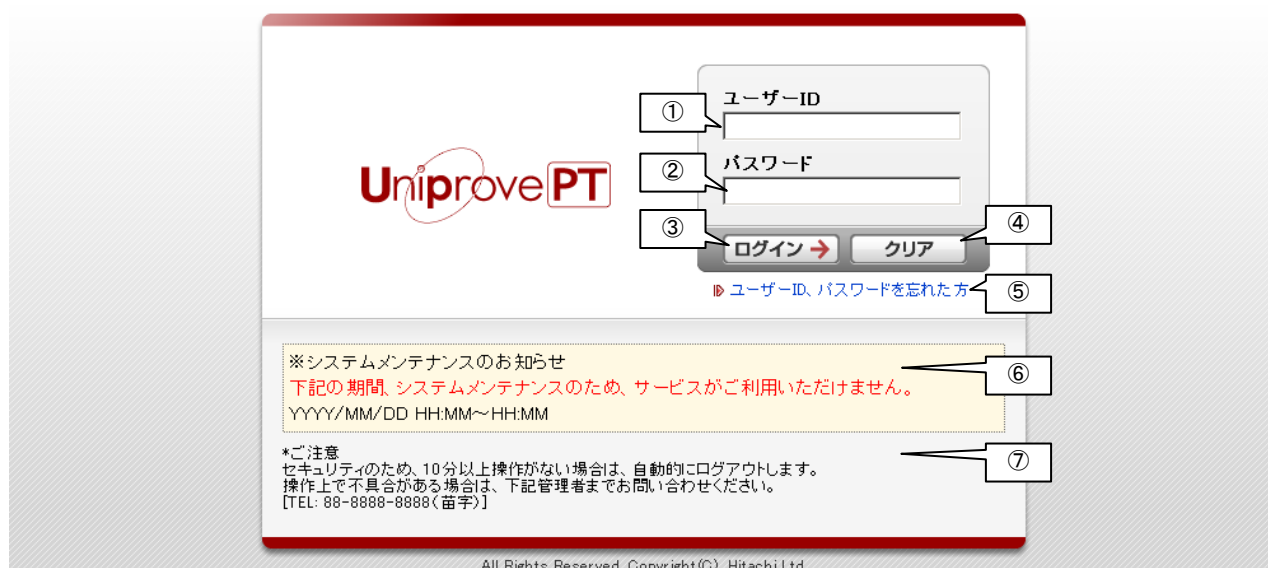 ユーザーID
①
パスワード
②
UniprovePT
③
ログイン
クリア
④
ユーザーID、パスワードを忘れた方
⑤
※システムメンテナンスのお知らせ
下記の期間、システムメンテナンスのため、サービスがご利用いただけません。
⑥
YYYY/MM/DD HH:MM～HH:MM
*ご注意
⑦
セキュリティのため、10分以上操作がない場合は、自動的にログアウトします。
操作上で不具合がある場合は、下記管理者までお問い合わせください。
[TEL: 88-8888-8888(苗字)]
All Rights Reserved, Copyright(C), Hitachi,Ltd.